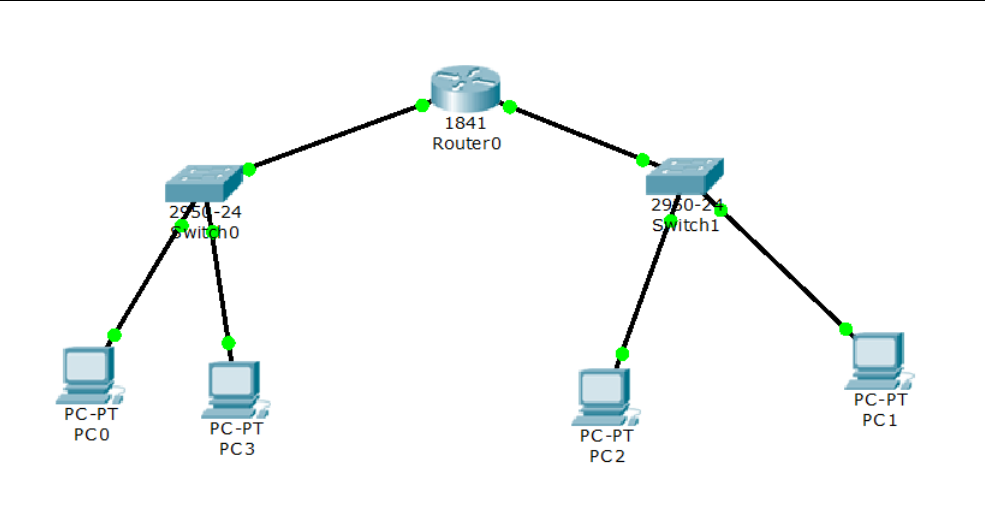 1841
Router0
2950-24
Switch0
2950-24
Switch1
PC-PT
PC0
PC-PT
PC3
PC-PT
PC2
PC-PT
PC1